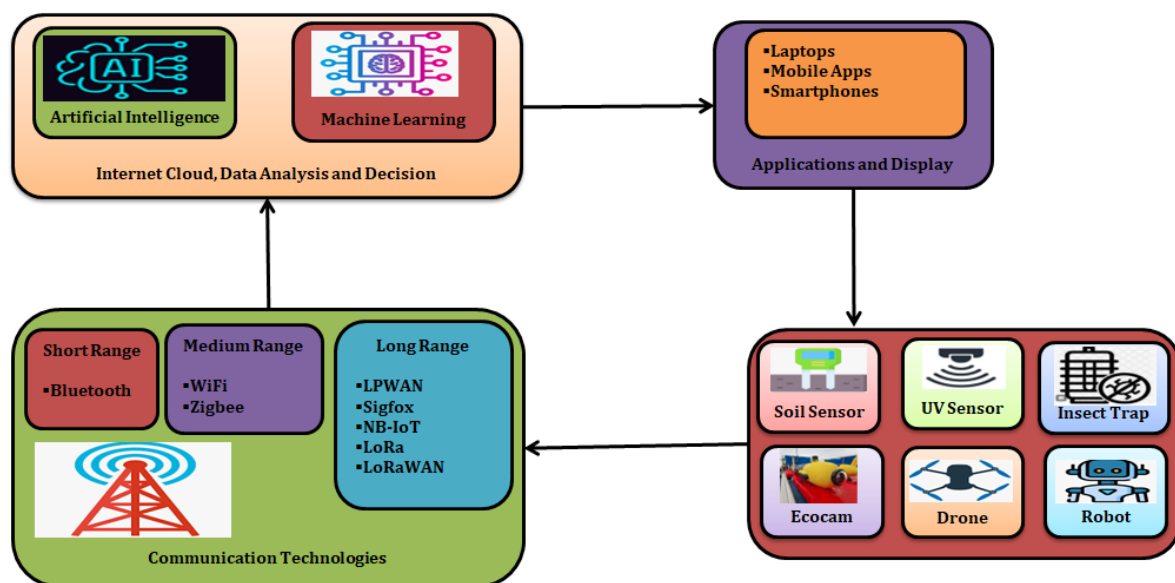 AI
Artificial Intelligence
Machine Learning
Internet Cloud, Data Analysis and Decision
▪Laptops
▪Mobile Apps
▪Smartphones
Applications and Display
Short Range
▪Bluetooth
Medium Range
▪WiFi
▪Zigbee
Long Range
▪LPWAN
▪Sigfox
▪NB-IoT
▪LoRa
▪LoRaWAN
Communication Technologies
Soil Sensor
UV Sensor
Insect Trap
Ecocam
Drone
Robot